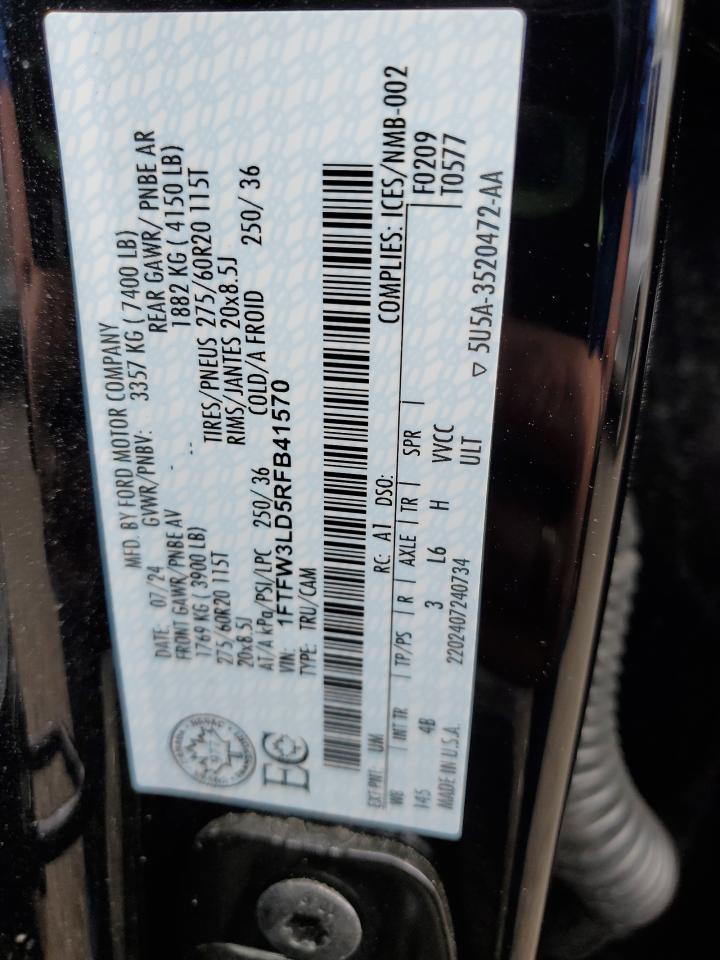 MFD. BY FORD MOTOR COMPANY
DATE: 07/24 GVWR/PNBV: 3357 KG ( 7400 LB)
FRONT GAWR/PNBE AV REAR GAWR/ PNBE AR
1769 KG (3900 LB) 1882 KG ( 4150 LB)
275/60R20 115T TIRES/PNEUS 275/60R20 115T
20x8.5J RIMS/JANTES 20x8.5J
AT/A kPa/PSI/LPC 250/ 36 COLD/A FROID 250/ 36
VIN: 1FTFW3LD5RFB41570
TYPE: TRU/CAM
EC
COMPLIES: ICES/NMB-002
EXT PNT: UM RC: A1 DSO: F0209
WB INT TR TP/PS R AXLE TR SPR T0577
145 4B 3 L6 H VVCC
ULT
MADE IN U.S.A. 2202407240734
▽ 5U5A-3520472-AA